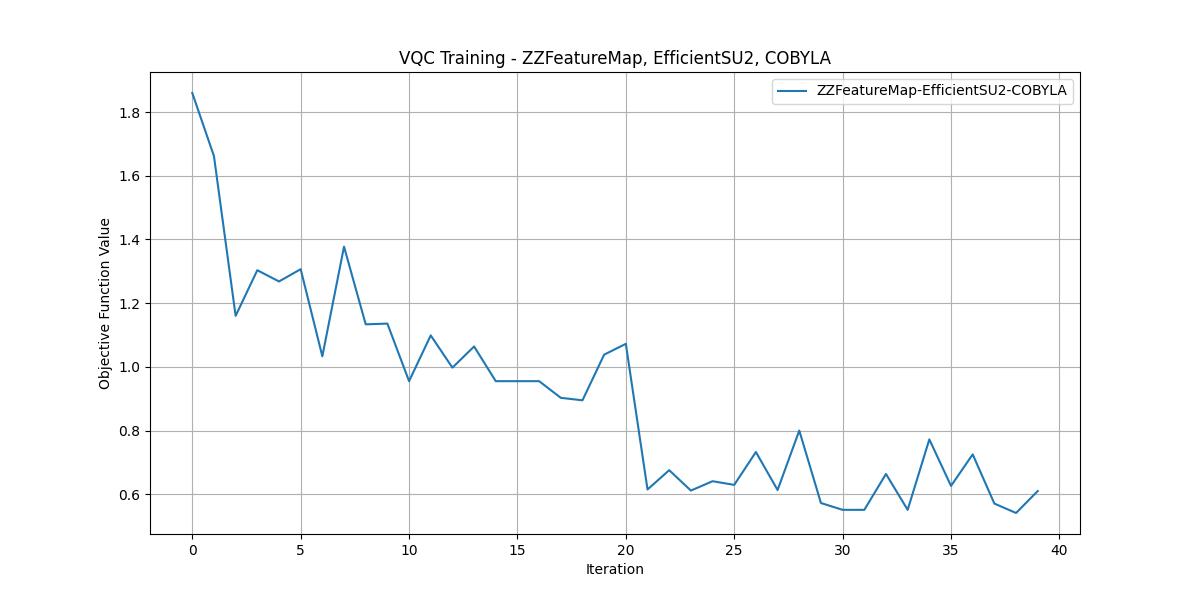 VQC Training - ZZFeatureMap, EfficientSU2, COBYLA
ZZFeatureMap-EfficientSU2-COBYLA
Objective Function Value
1.8
1.6
1.4
1.2
1.0
0.8
0.6
0 5 10 15 20 25 30 35 40
Iteration